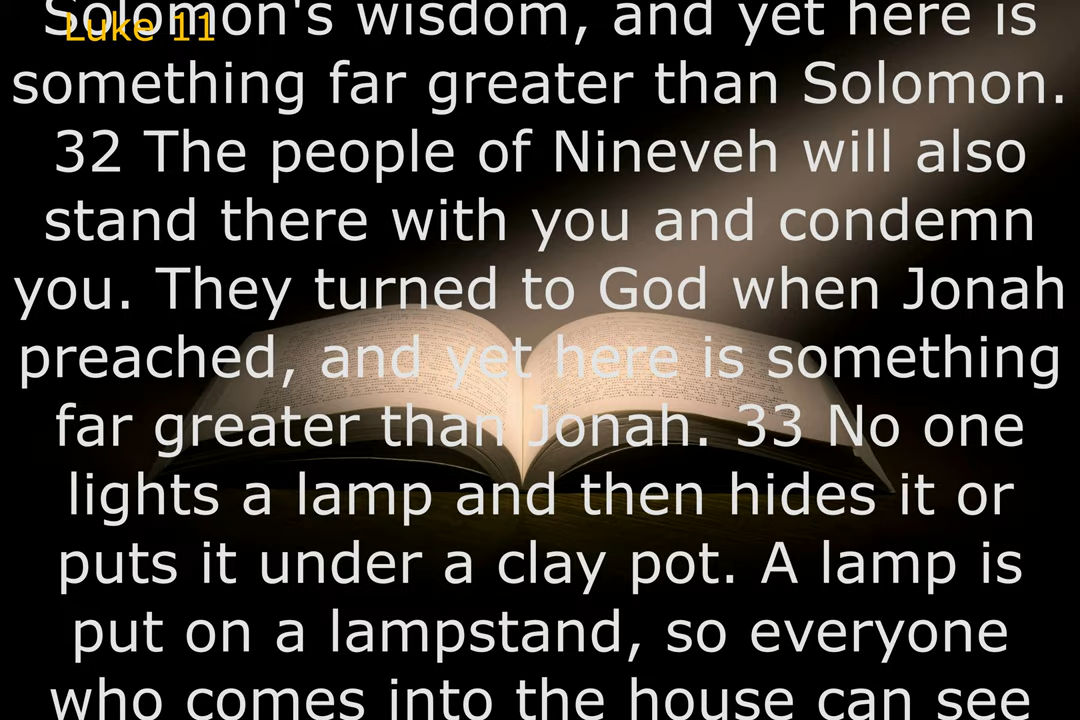 Solomon's wisdom, and yet here is
Luke 11
something far greater than Solomon.
32 The people of Nineveh will also
stand there with you and condemn
you. They turned to God when Jonah
preached, and yet here is something
far greater than Jonah. 33 No one
lights a lamp and then hides it or
puts it under a clay pot. A lamp is
put on a lampstand, so everyone
who comes into the house can see